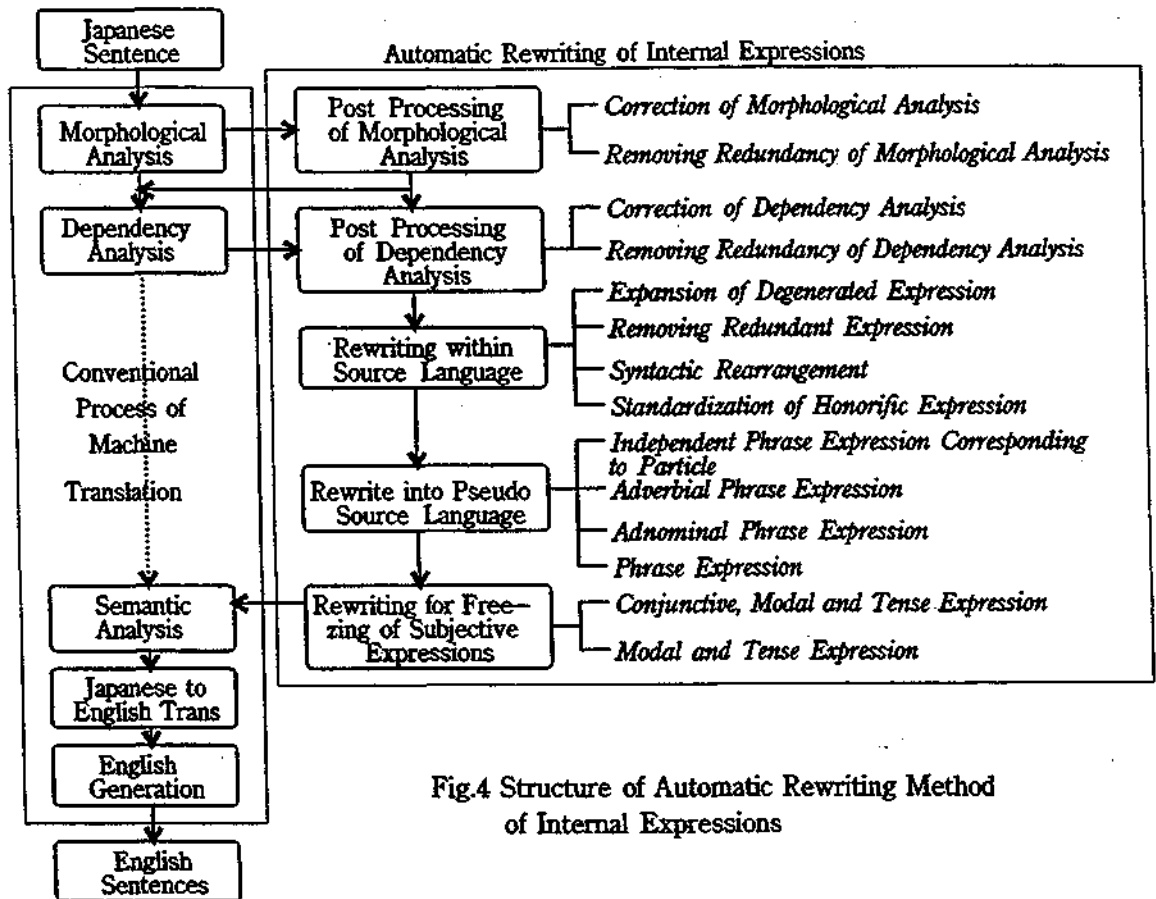 Japanese
Sentence
Automatic Rewriting of Internal Expressions
Morphological
Analysis
Post Processing
of Morphological
Analysis
Correction of Morphological Analysis
Removing Redundancy of Morphological Analysis
Dependency
Analysis
Post Processing
of Dependency
Analysis
Correction of Dependency Analysis
Removing Redundancy of Dependency Analysis
Rewriting within
Source Language
Expansion of Degenerated Expression
Removing Redundant Expression
Syntactic Rearrangement
Standardization of Honorific Expression
Conventional
Process of
Machine
Translation
Rewrite into Pseudo
Source Language
Independent Phrase Expression Corresponding
to Particle
Adverbial Phrase Expression
Adnominal Phrase Expression
Phrase Expression
Semantic
Analysis
Rewriting for Free-
zing of Subjective
Expressions
Conjunctive, Modal and Tense Expression
Modal and Tense Expression
Japanese to
English Trans
English
Generation
English
Sentences
Fig.4 Structure of Automatic Rewriting Method
of Internal Expressions